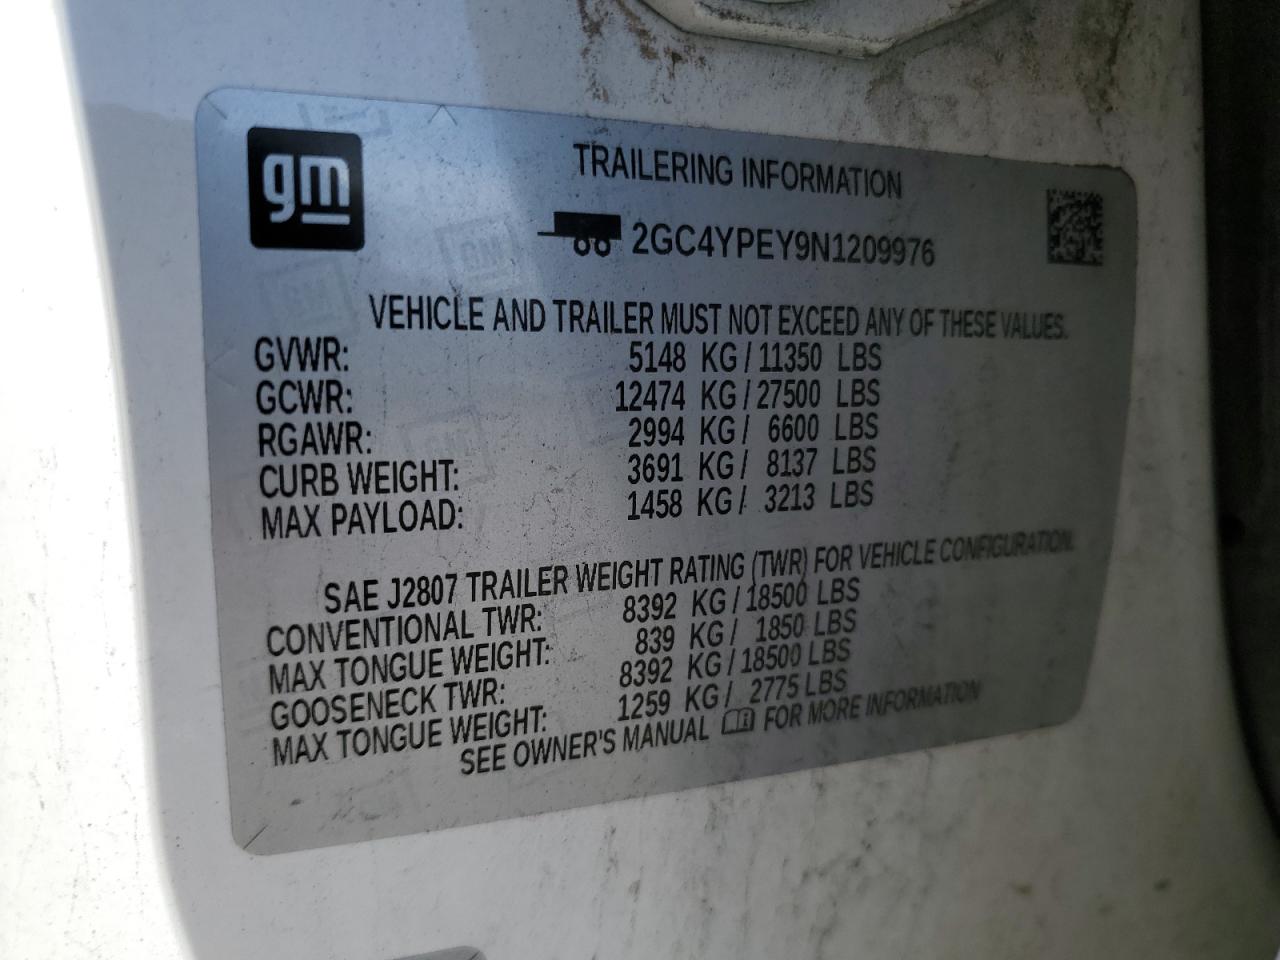 gm
TRAILERING INFORMATION
2GC4YPEY9N1209976
VEHICLE AND TRAILER MUST NOT EXCEED ANY OF THESE VALUES.
GVWR: 5148 KG / 11350 LBS
GCWR: 12474 KG / 27500 LBS
RGAWR: 2994 KG / 6600 LBS
CURB WEIGHT: 3691 KG / 8137 LBS
MAX PAYLOAD: 1458 KG / 3213 LBS
SAE J2807 TRAILER WEIGHT RATING (TWR) FOR VEHICLE CONFIGURATION.
CONVENTIONAL TWR: 8392 KG / 18500 LBS
MAX TONGUE WEIGHT: 839 KG / 1850 LBS
GOOSENECK TWR: 8392 KG / 18500 LBS
MAX TONGUE WEIGHT: 1259 KG / 2775 LBS
SEE OWNER'S MANUAL FOR MORE INFORMATION